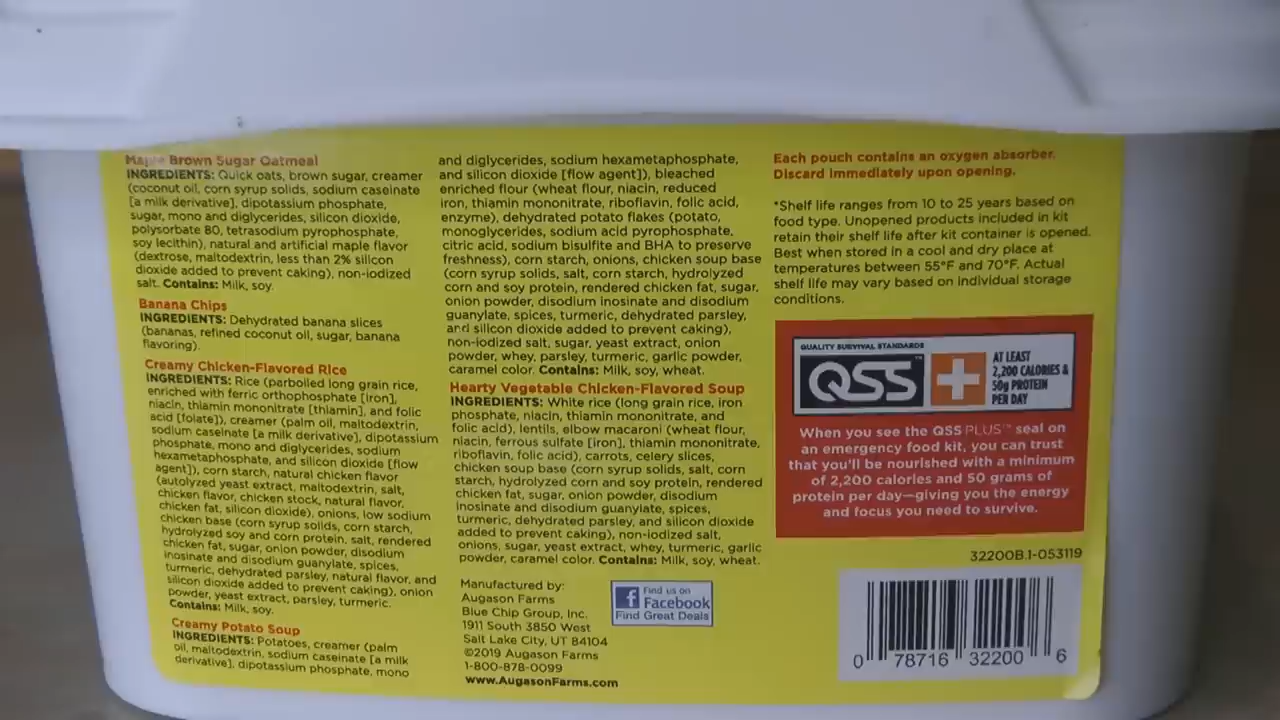 Maple Brown Sugar Oatmeal
INGREDIENTS: Quick oats, brown sugar, creamer
(coconut oil, corn syrup solids, sodium caseinate
[a milk derivative], dipotassium phosphate,
sugar, mono and diglycerides, silicon dioxide,
polysorbate 80, tetrasodium pyrophosphate,
soy lecithin), natural and artificial maple flavor
(dextrose, maltodextrin, less than 2% silicon
dioxide added to prevent caking), non-iodized
salt. Contains: Milk, soy.
Banana Chips
INGREDIENTS: Dehydrated banana slices
(bananas, refined coconut oil, sugar, banana
flavoring).
Creamy Chicken-Flavored Rice
INGREDIENTS: Rice (parboiled long grain rice,
enriched with ferric orthophosphate [iron],
niacin, thiamin mononitrate [thiamin], and folic
acid [folate]), creamer (palm oil, maltodextrin,
sodium caseinate [a milk derivative], dipotassium
phosphate, mono and diglycerides, sodium
hexametaphosphate, and silicon dioxide [flow
agent]), corn starch, natural chicken flavor
(autolyzed yeast extract, maltodextrin, salt,
chicken flavor, chicken stock, natural flavor,
chicken fat, silicon dioxide), onions, low sodium
chicken base (corn syrup solids, corn starch,
hydrolyzed soy and corn protein, salt, rendered
chicken fat, sugar, onion powder, disodium
inosinate and disodium guanylate, spices,
turmeric, dehydrated parsley, natural flavor, and
silicon dioxide added to prevent caking), onion
powder, yeast extract, parsley, turmeric.
Contains: Milk, soy.
Creamy Potato Soup
INGREDIENTS: Potatoes, creamer (palm
oil, maltodextrin, sodium caseinate [a milk
derivative], dipotassium phosphate, mono
and diglycerides, sodium hexametaphosphate,
and silicon dioxide [flow agent]), bleached
enriched flour (wheat flour, niacin, reduced
iron, thiamin mononitrate, riboflavin, folic acid,
enzyme), dehydrated potato flakes (potato,
monoglycerides, sodium acid pyrophosphate,
citric acid, sodium bisulfite and BHA to preserve
freshness), corn starch, onions, chicken soup base
(corn syrup solids, salt, corn starch, hydrolyzed
corn and soy protein, rendered chicken fat, sugar,
onion powder, disodium inosinate and disodium
guanylate, spices, turmeric, dehydrated parsley,
and silicon dioxide added to prevent caking),
non-iodized salt, sugar, yeast extract, onion
powder, whey, parsley, turmeric, garlic powder,
caramel color. Contains: Milk, soy, wheat.
Hearty Vegetable Chicken-Flavored Soup
INGREDIENTS: White rice (long grain rice, iron
phosphate, niacin, thiamin mononitrate, and
folic acid), lentils, elbow macaroni (wheat flour,
niacin, ferrous sulfate [iron], thiamin mononitrate,
riboflavin, folic acid), carrots, celery slices,
chicken soup base (corn syrup solids, salt, corn
starch, hydrolyzed corn and soy protein, rendered
chicken fat, sugar, onion powder, disodium
inosinate and disodium guanylate, spices,
turmeric, dehydrated parsley, and silicon dioxide
added to prevent caking), non-iodized salt,
onions, sugar, yeast extract, whey, turmeric, garlic
powder, caramel color. Contains: Milk, soy, wheat.
Manufactured by:
Augason Farms
Blue Chip Group, Inc.
1911 South 3850 West
Salt Lake City, UT 84104
©2019 Augason Farms
1-800-878-0099
www.AugasonFarms.com
Find us on
Facebook
Find Great Deals
Each pouch contains an oxygen absorber.
Discard immediately upon opening.
*Shelf life ranges from 10 to 25 years based on
food type. Unopened products included in kit
retain their shelf life after kit container is opened.
Best when stored in a cool and dry place at
temperatures between 55°F and 70°F. Actual
shelf life may vary based on individual storage
conditions.
QUALITY SURVIVAL STANDARDS
QSS™
AT LEAST
2,200 CALORIES &
50g PROTEIN
PER DAY
When you see the QSS PLUS™ seal on
an emergency food kit, you can trust
that you'll be nourished with a minimum
of 2,200 calories and 50 grams of
protein per day—giving you the energy
and focus you need to survive.
32200B.1-053119
0 78716 32200 6